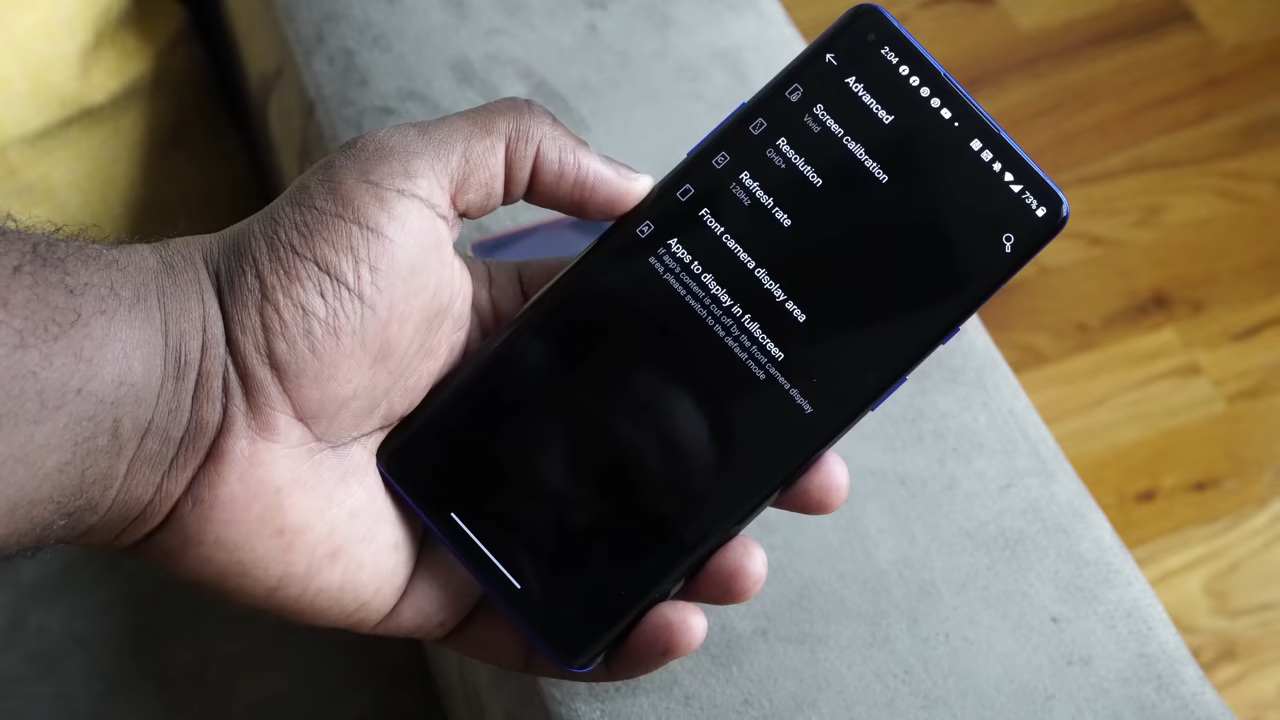 2:04
73%
Advanced
Screen calibration
Vivid
Resolution
QHD+
Refresh rate
120Hz
Front camera display area
Apps to display in fullscreen
If app's content is cut off by the front camera display
area, please switch to the default mode